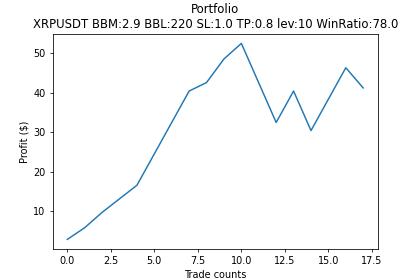 Portfolio
XRPUSDT BBM:2.9 BBL:220 SL:1.0 TP:0.8 lev:10 WinRatio:78.0
Profit ($)
50
40
30
20
10
0.0 2.5 5.0 7.5 10.0 12.5 15.0 17.5
Trade counts